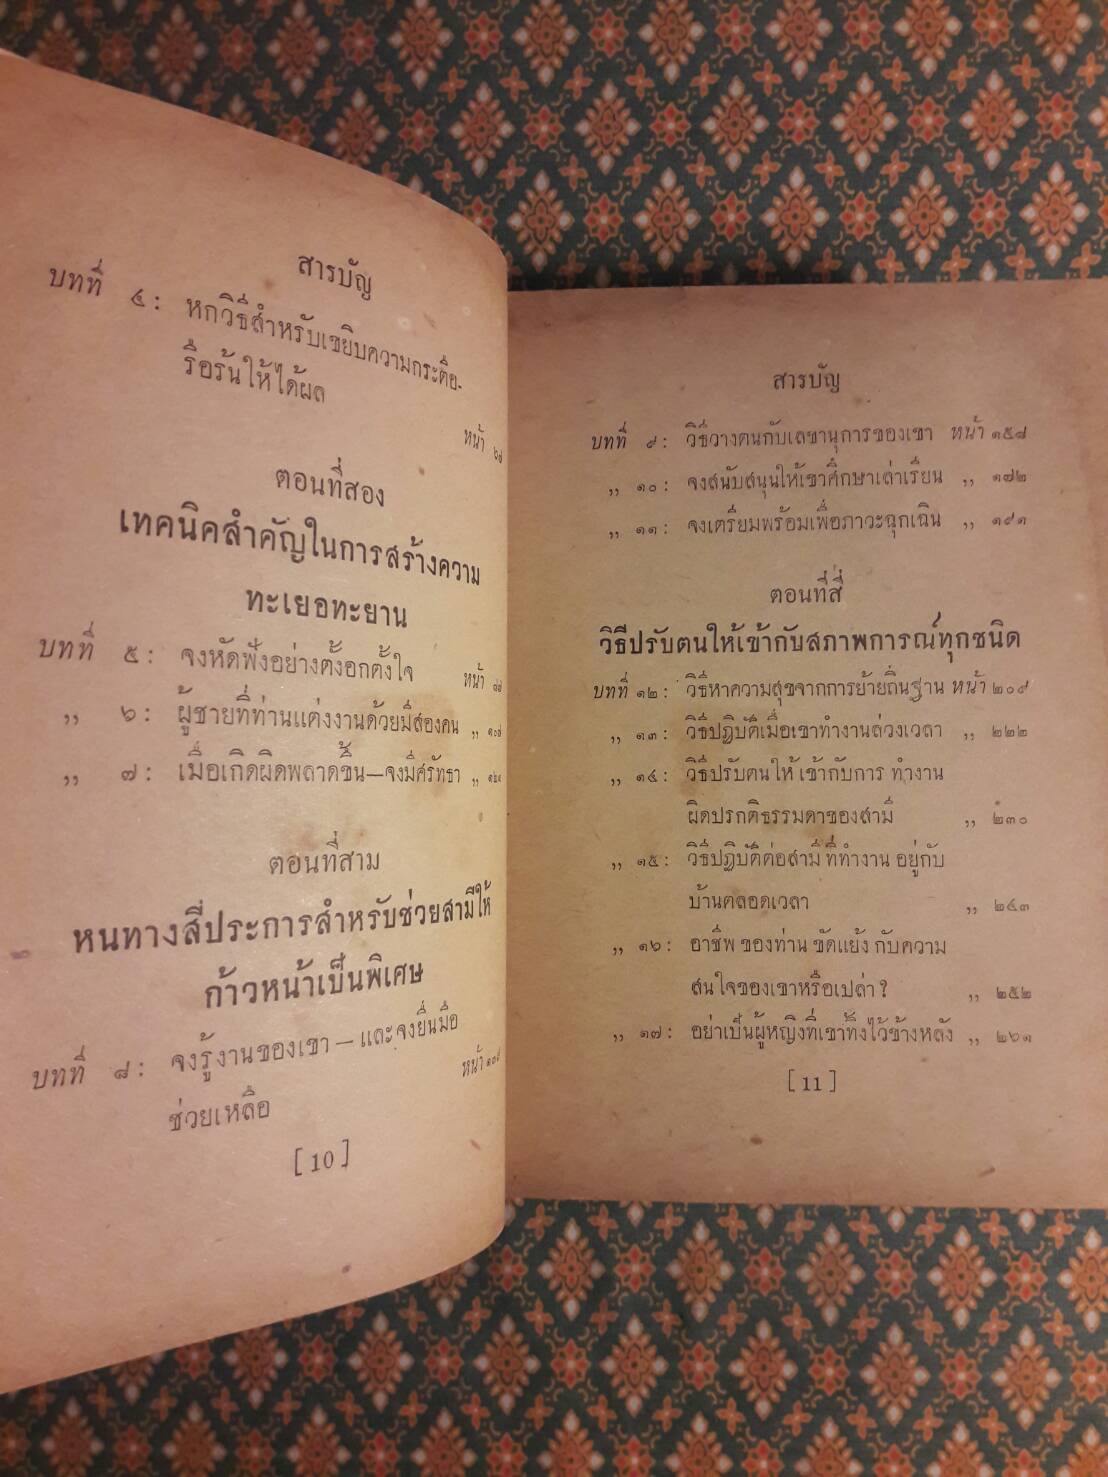 สารบัญ
บทที่ ๔ : หกวิธีสำหรับเขยิบความกระตือ-
รือร้นให้ได้ผล
หน้า
ตอนที่สอง
เทคนิคสำคัญในการสร้างความ
ทะเยอทะยาน
บทที่ ๕ : จงหัดฟังอย่างตั้งอกตั้งใจ หน้า
,, ๖ : ผู้ชายที่ท่านแต่งงานด้วยมีสองคน ,,
,, ๗ : เมื่อเกิดผิดพลาดขึ้น—จงมีศรัทธา ,,
ตอนที่สาม
หนทางสี่ประการสำหรับช่วยสามีให้
ก้าวหน้าเป็นพิเศษ
บทที่ ๘ : จงรู้งานของเขา — และจงยื่นมือ
ช่วยเหลือ หน้า
[ 10 ]
สารบัญ
บทที่ ๙ : วิธีวางตนกับเลขานุการของเขา หน้า ๑๕๘
,, ๑๐ : จงสนับสนุนให้เขาศึกษาเล่าเรียน ,, ๑๗๒
,, ๑๑ : จงเตรียมพร้อมเพื่อภาวะฉุกเฉิน ,, ๑๙๑
ตอนที่สี่
วิธีปรับตนให้เข้ากับสภาพการณ์ทุกชนิด
บทที่ ๑๒ : วิธีหาความสุขจากการย้ายถิ่นฐาน หน้า ๒๐๙
,, ๑๓ : วิธีปฏิบัติเมื่อเขาทำงานล่วงเวลา ,, ๒๒๒
,, ๑๔ : วิธีปรับตนให้ เข้ากับการ ทำงาน
ผิดปรกติธรรมดาของสามี ,, ๒๓๐
,, ๑๕ : วิธีปฏิบัติต่อสามี ที่ทำงาน อยู่กับ
บ้านตลอดเวลา ,, ๒๔๓
,, ๑๖ : อาชีพ ของท่าน ขัดแย้ง กับความ
สนใจของเขาหรือเปล่า ? ,, ๒๕๒
,, ๑๗ : อย่าเป็นผู้หญิงที่เขาทิ้งไว้ข้างหลัง ,, ๒๖๑
[ 11 ]